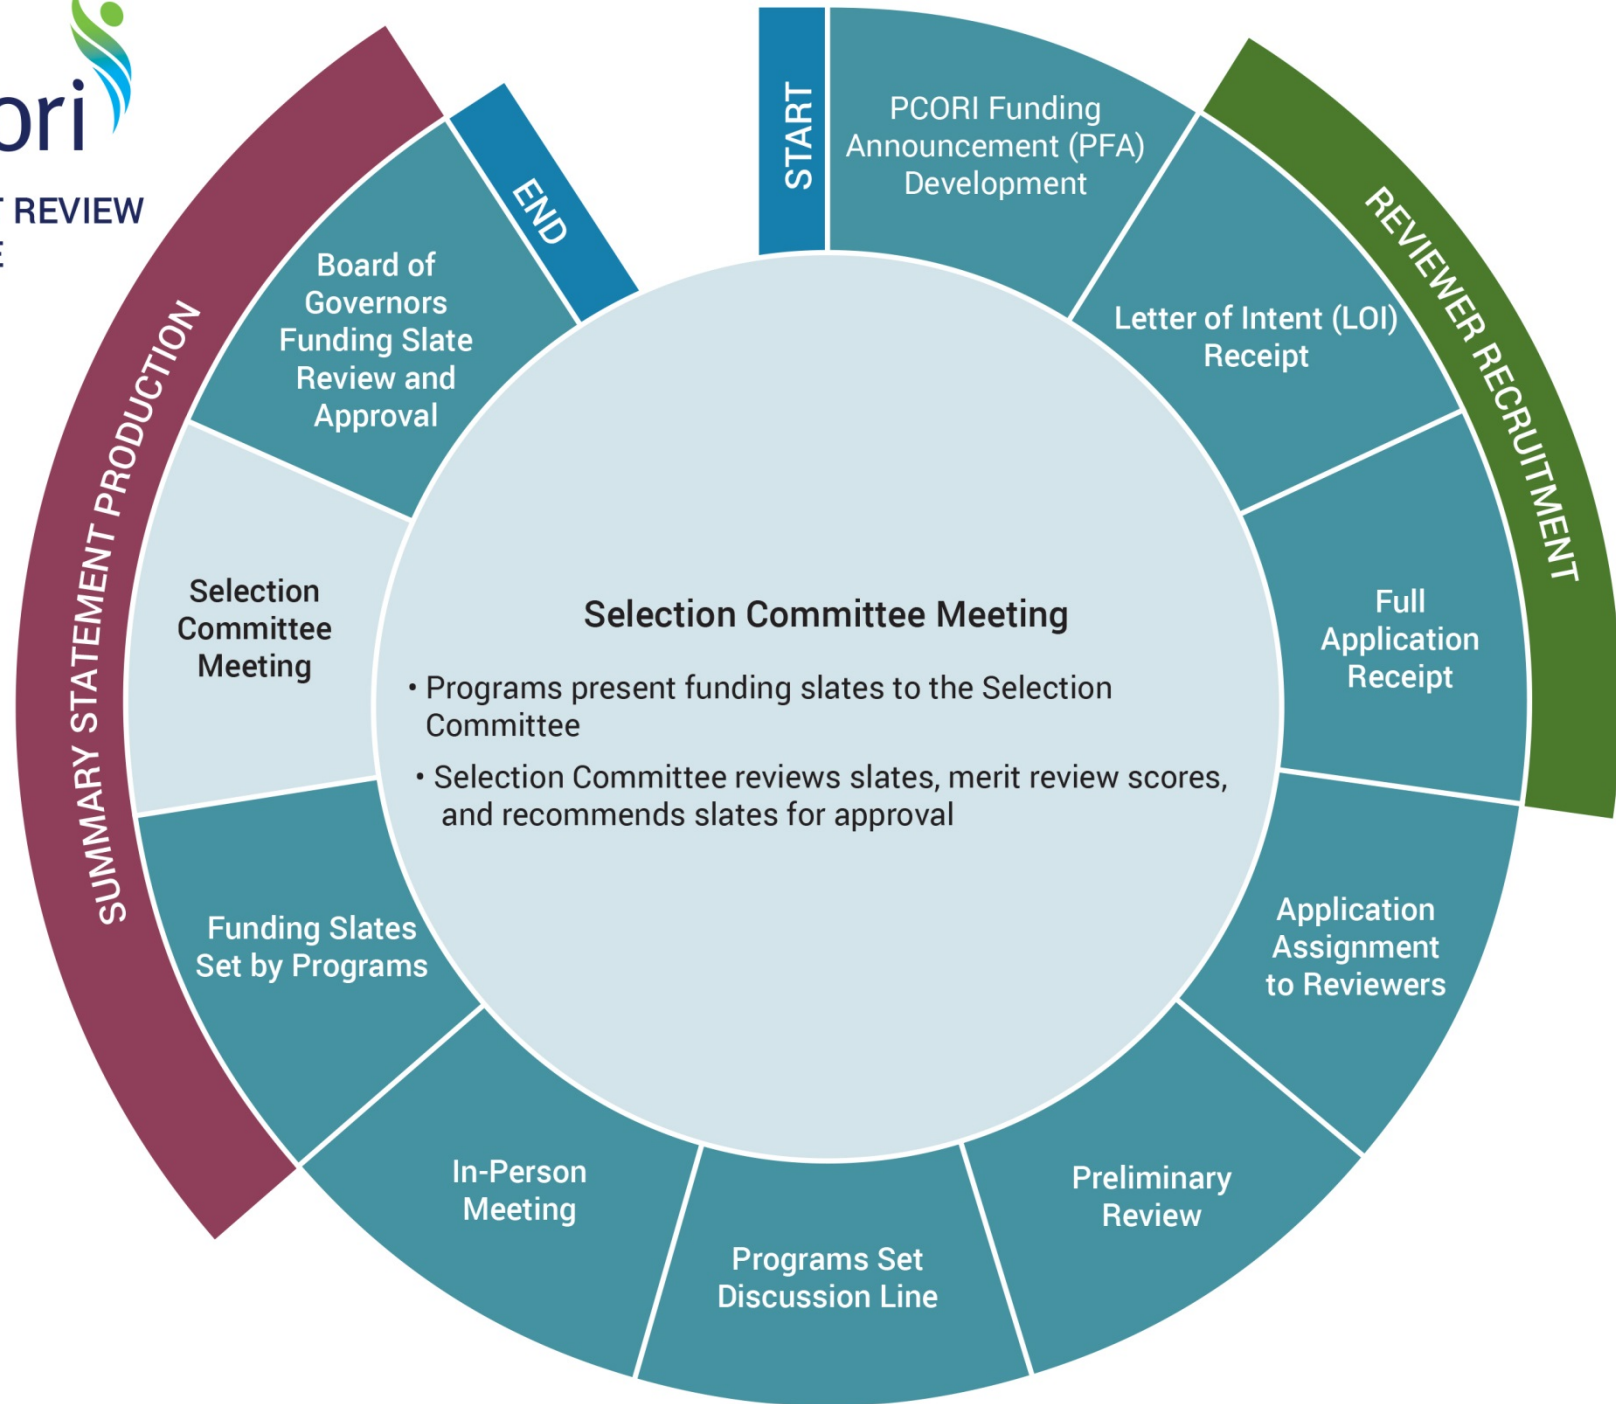 ori
REVIEW
START
PCORI Funding
Announcement (PFA)
Development
REVIEWER RECRUITMENT
Letter of Intent (LOI)
Receipt
Full
Application
Receipt
Application
Assignment
to Reviewers
Preliminary
Review
Programs Set
Discussion Line
In-Person
Meeting
Funding Slates
Set by Programs
SUMMARY STATEMENT PRODUCTION
Selection
Committee
Meeting
Board of
Governors
Funding Slate
Review and
Approval
END
Selection Committee Meeting
• Programs present funding slates to the Selection
Committee
• Selection Committee reviews slates, merit review scores,
and recommends slates for approval